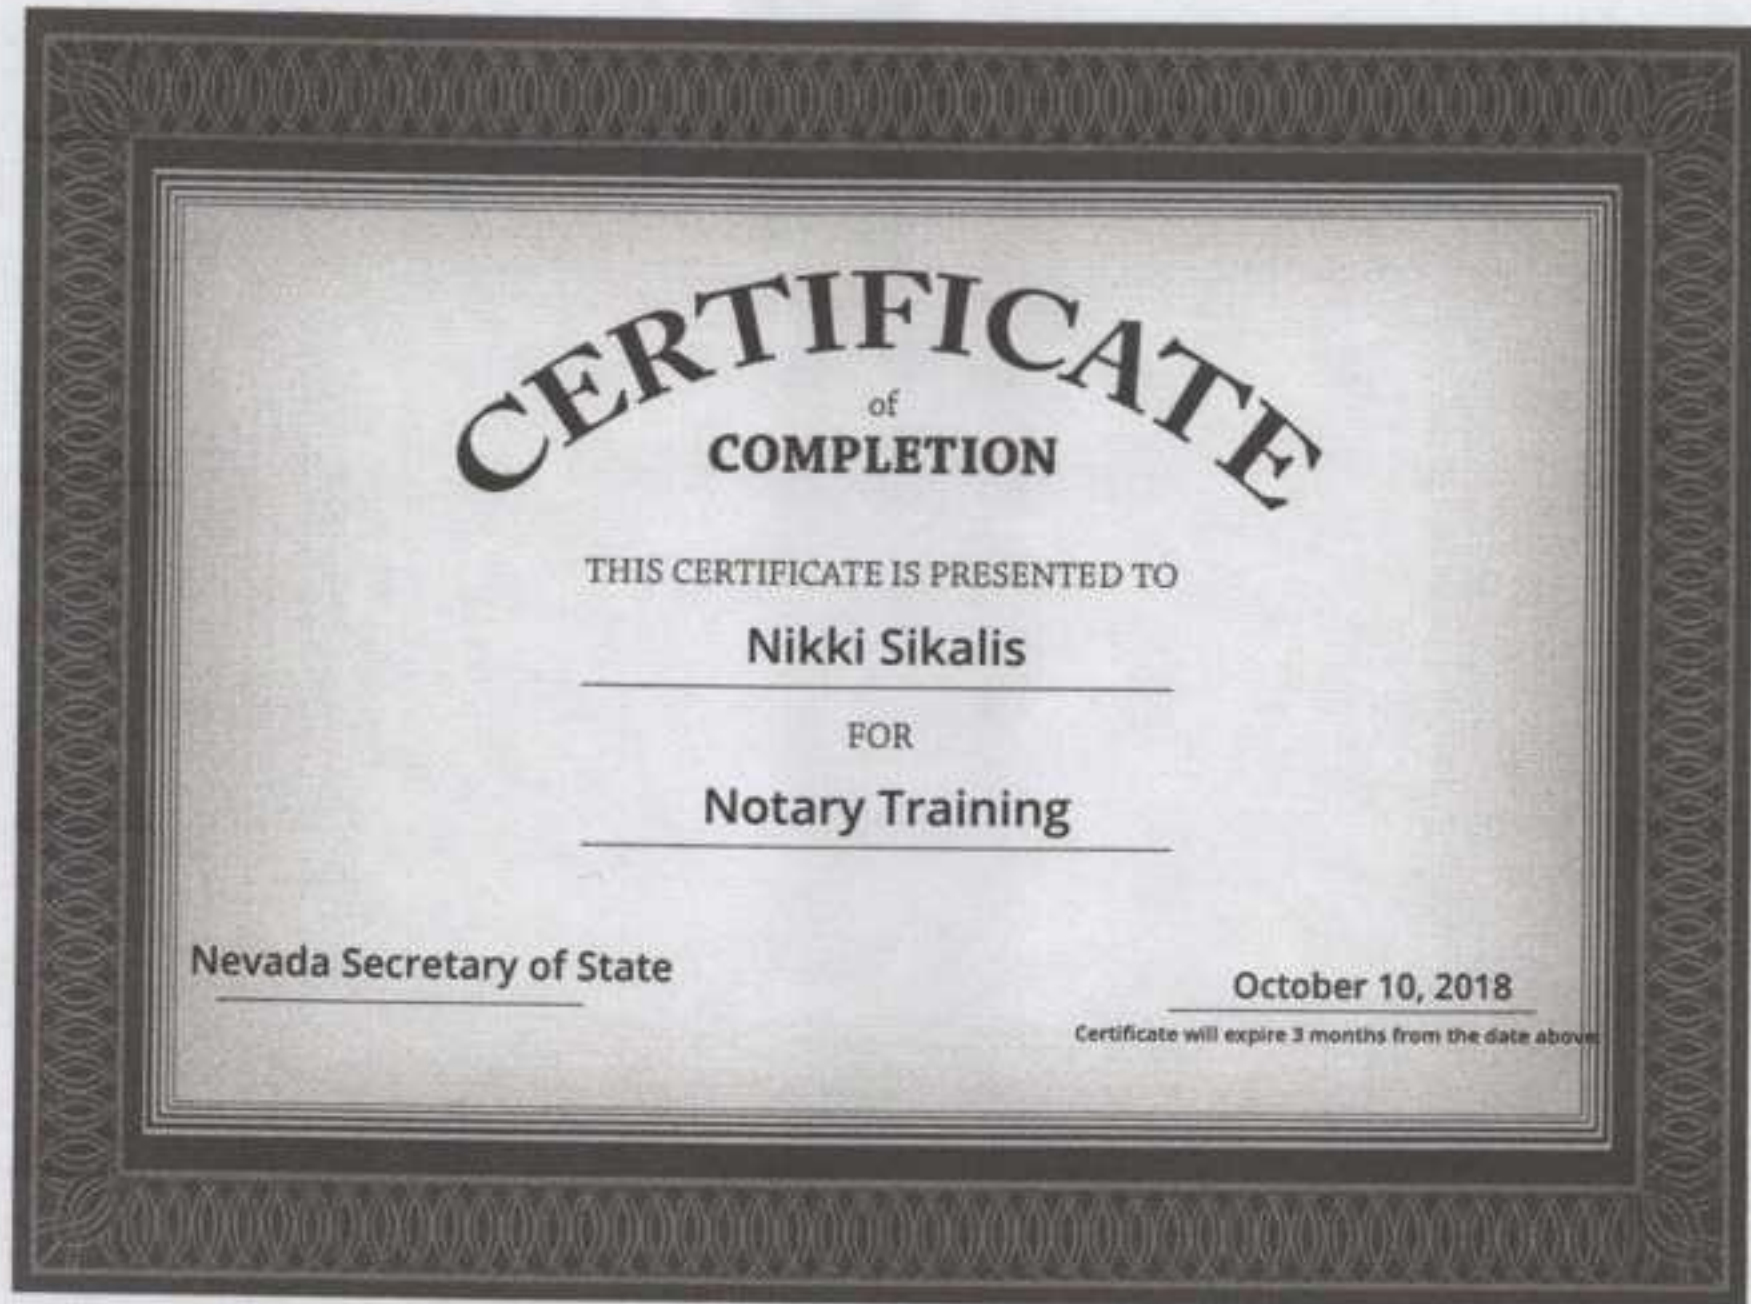 CERTIFICATE
of
COMPLETION
THIS CERTIFICATE IS PRESENTED TO
Nikki Sikalis
FOR
Notary Training
Nevada Secretary of State
October 10, 2018
Certificate will expire 3 months from the date above